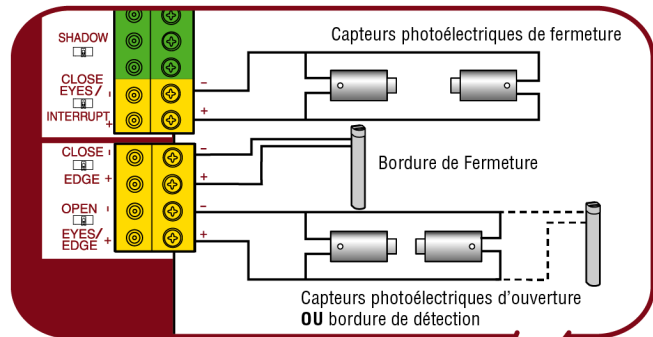 SHADOW
CLOSE
EYES/ -
INTERRUPT +
- +
Capteurs photoélectriques de fermeture
CLOSE -
EDGE +
- +
Bordure de Fermeture
OPEN -
EYES/
EDGE +
- +
Capteurs photoélectriques d'ouverture
OU bordure de détection